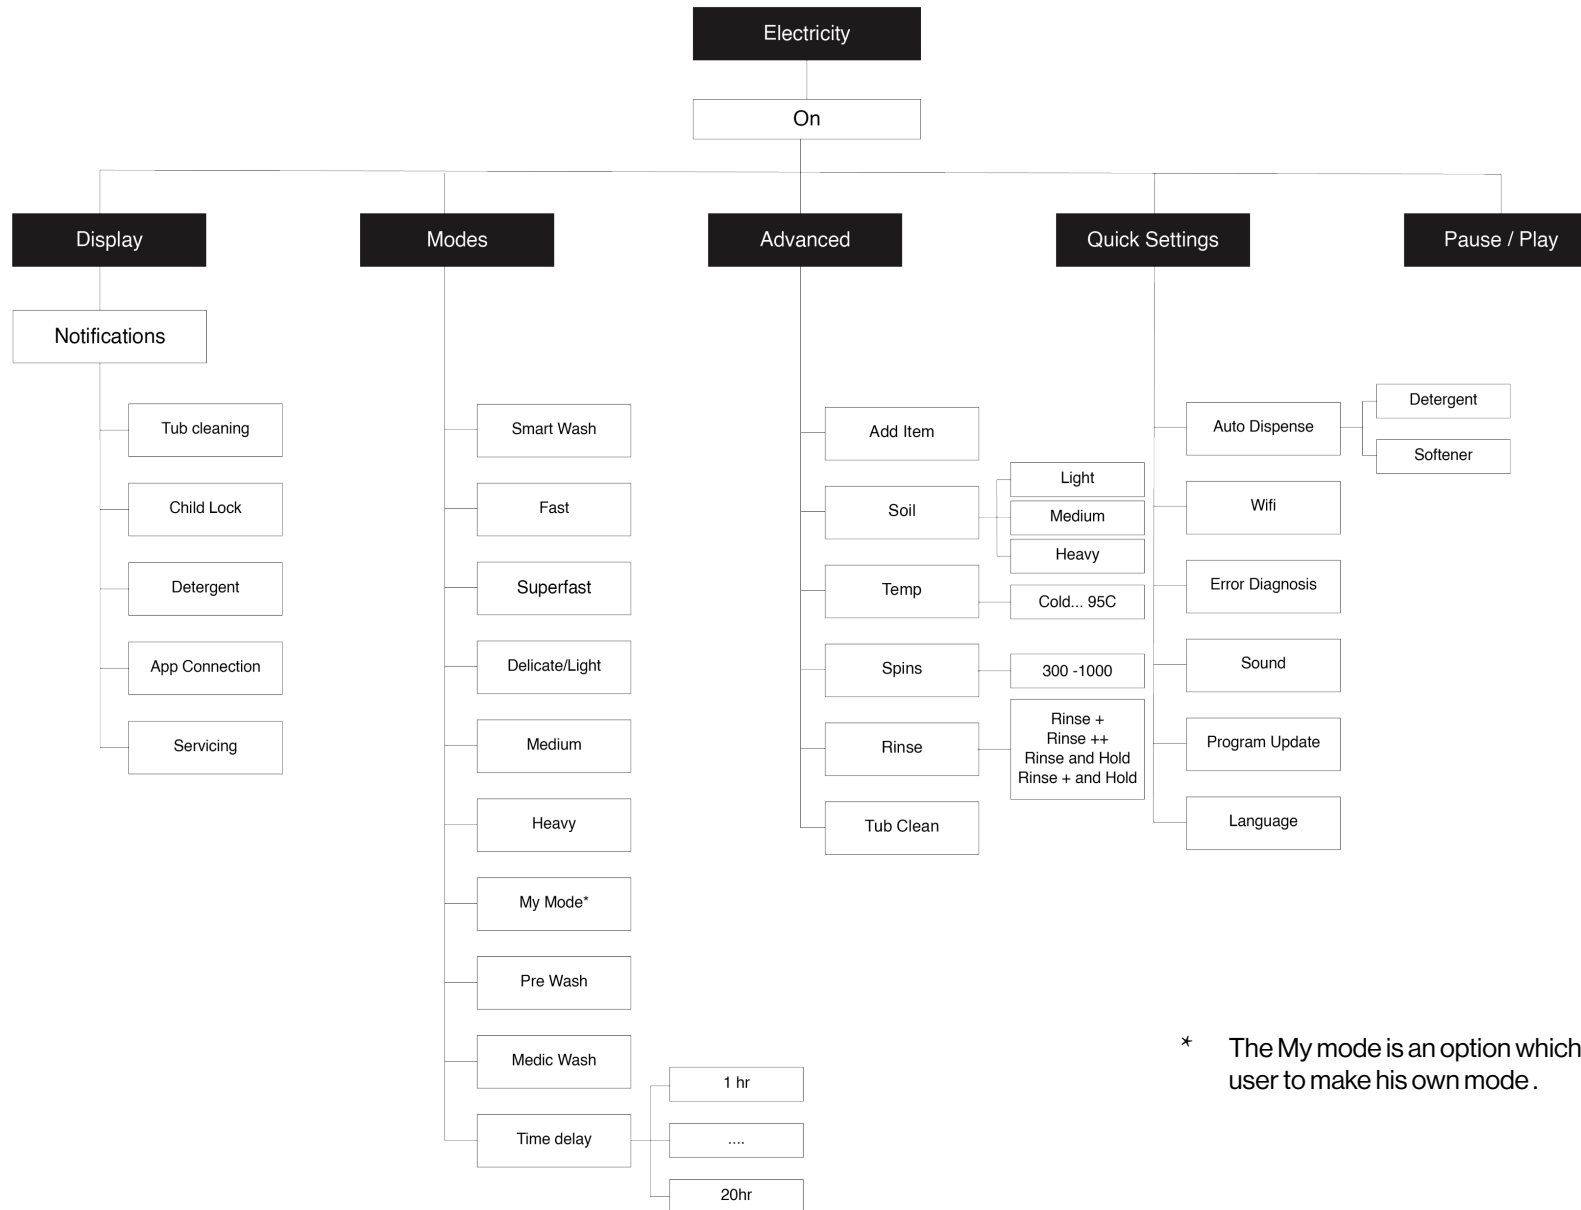 Electricity
On
Display
Modes
Advanced
Quick Settings
Pause / Play
Notifications
Tub cleaning
Child Lock
Detergent
App Connection
Servicing
Smart Wash
Fast
Superfast
Delicate/Light
Medium
Heavy
My Mode*
Pre Wash
Medic Wash
Time delay
1 hr
....
20hr
Add Item
Soil
Light
Medium
Heavy
Temp
Cold... 95C
Spins
300 -1000
Rinse
Rinse +
Rinse ++
Rinse and Hold
Rinse + and Hold
Tub Clean
Auto Dispense
Detergent
Softener
Wifi
Error Diagnosis
Sound
Program Update
Language
* The My mode is an option which
user to make his own mode .